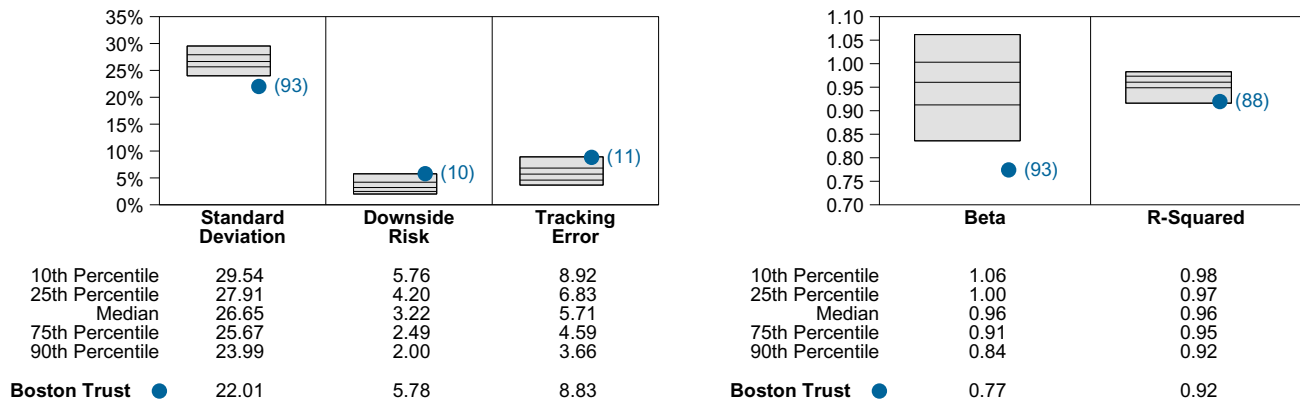 35%
30%
25%
20%
15%
10%
5%
0%
(93)
(10)
(11)
Standard
Deviation
Downside
Risk
Tracking
Error
10th Percentile 29.54 5.76 8.92
25th Percentile 27.91 4.20 6.83
Median 26.65 3.22 5.71
75th Percentile 25.67 2.49 4.59
90th Percentile 23.99 2.00 3.66
Boston Trust 22.01 5.78 8.83
1.10
1.05
1.00
0.95
0.90
0.85
0.80
0.75
0.70
(93)
(88)
Beta R-Squared
10th Percentile 1.06 0.98
25th Percentile 1.00 0.97
Median 0.96 0.96
75th Percentile 0.91 0.95
90th Percentile 0.84 0.92
Boston Trust 0.77 0.92